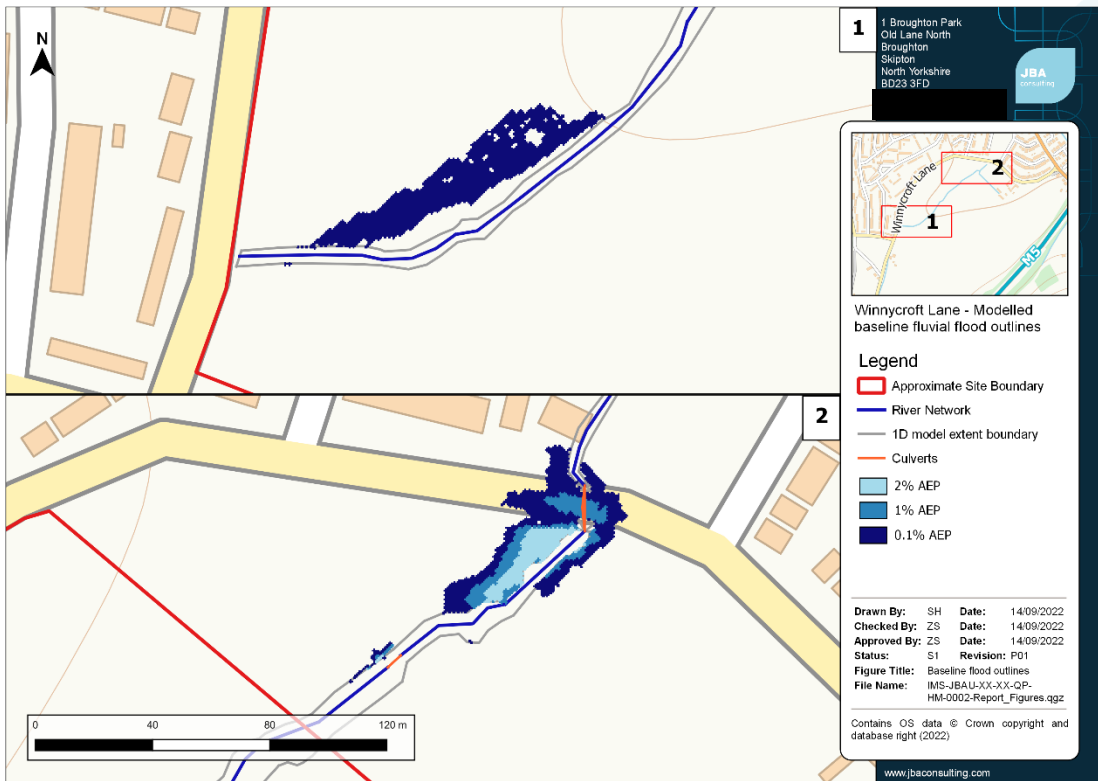 N
1
1 Broughton Park
Old Lane North
Broughton
Skipton
North Yorkshire
BD23 3FD
JBA
consulting
Winnycroft Lane
2
Winnycroft Lane
1
M5
Winnycroft Lane - Modelled
baseline fluvial flood outlines
Legend
Approximate Site Boundary
River Network
1D model extent boundary
Culverts
2% AEP
1% AEP
0.1% AEP
Drawn By: SH Date: 14/09/2022
Checked By: ZS Date: 14/09/2022
Approved By: ZS Date: 14/09/2022
Status: S1 Revision: P01
Figure Title: Baseline flood outlines
File Name: IMS-JBAU-XX-XX-QP-
HM-0002-Report_Figures.qgz
Contains OS data © Crown copyright and
database right (2022)
www.jbaconsulting.com
2
0 40 80 120 m